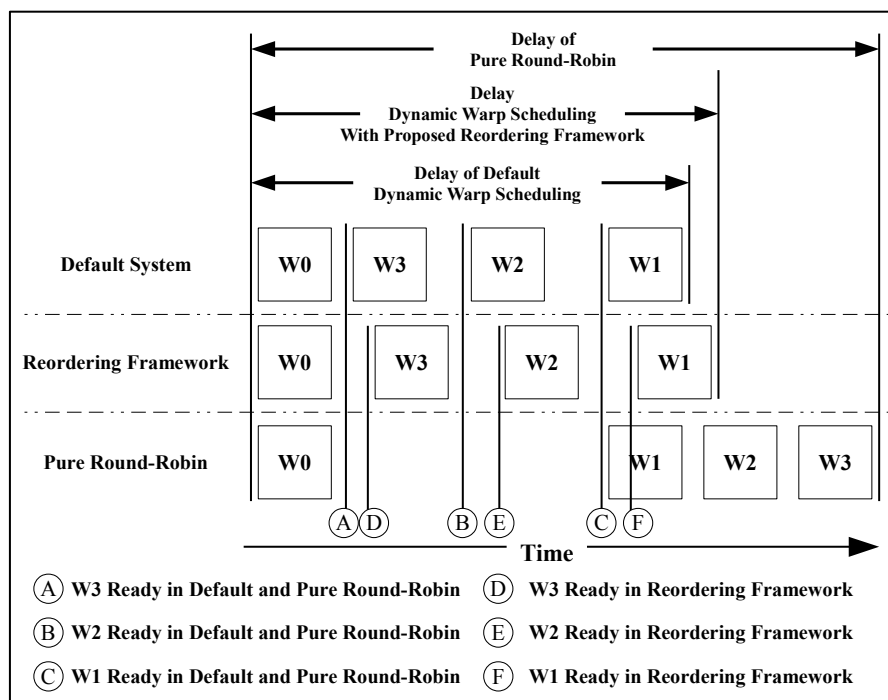 Delay of
Pure Round-Robin
Delay
Dynamic Warp Scheduling
With Proposed Reordering Framework
Delay of Default
Dynamic Warp Scheduling
Default System
W0
W3
W2
W1
Reordering Framework
W0
W3
W2
W1
Pure Round-Robin
W0
W1
W2
W3
A
D
B
E
C
F
Time
A W3 Ready in Default and Pure Round-Robin
D W3 Ready in Reordering Framework
B W2 Ready in Default and Pure Round-Robin
E W2 Ready in Reordering Framework
C W1 Ready in Default and Pure Round-Robin
F W1 Ready in Reordering Framework